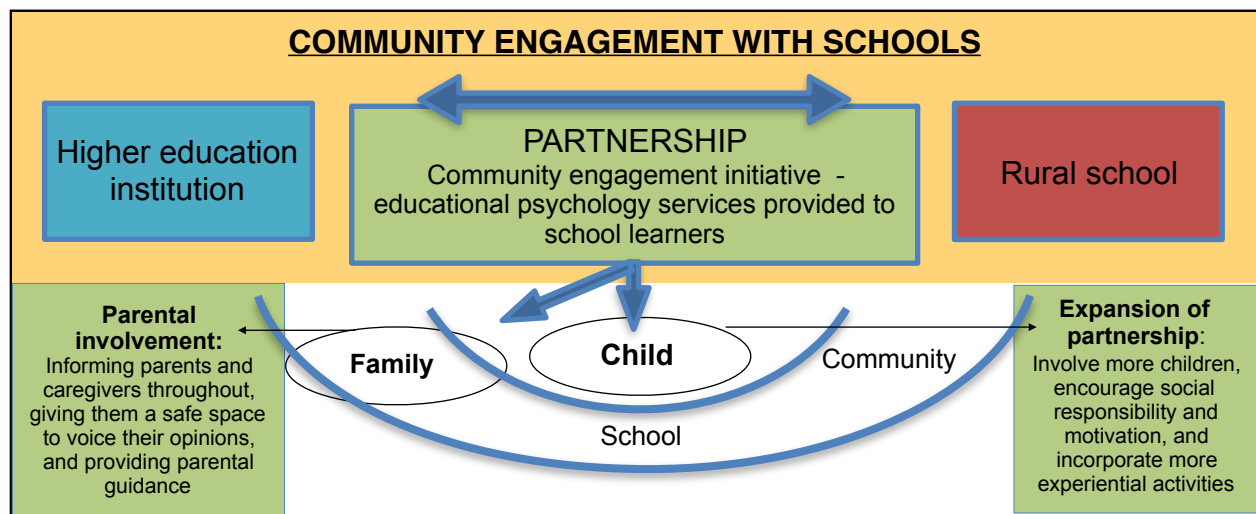 COMMUNITY ENGAGEMENT WITH SCHOOLS
Higher education
institution
PARTNERSHIP
Community engagement initiative -
educational psychology services provided to
school learners
Rural school
Parental
involvement:
Informing parents and
caregivers throughout,
giving them a safe space
to voice their opinions,
and providing parental
guidance
Family
Child
Community
School
Expansion of
partnership:
Involve more children,
encourage social
responsibility and
motivation, and
incorporate more
experiential activities